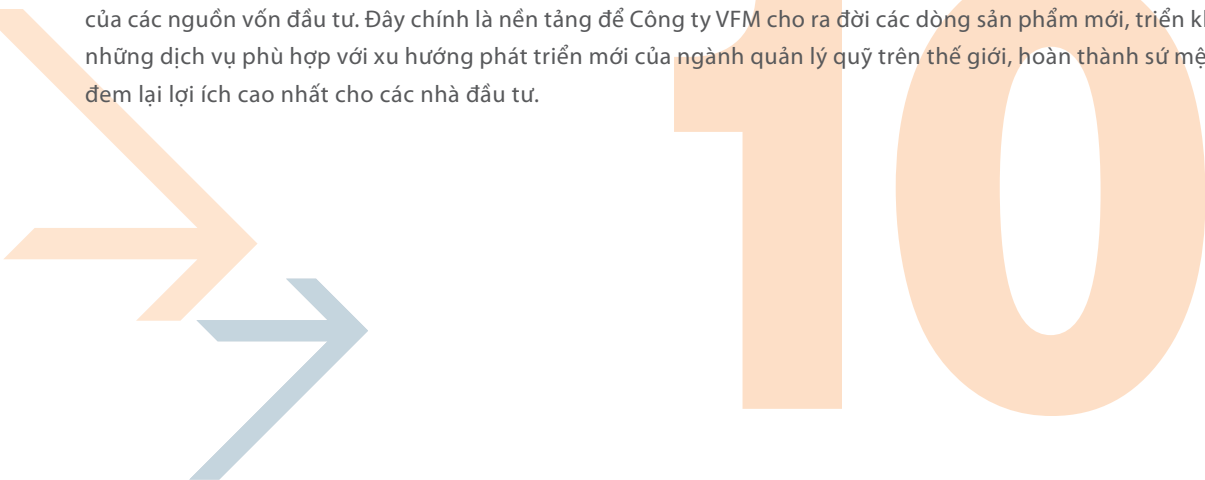 của các nguồn vốn đầu tư. Đây chính là nền tảng để Công ty VFM cho ra đời các dòng sản phẩm mới, triển
những dịch vụ phù hợp với xu hướng phát triển mới của ngành quản lý quỹ trên thế giới, hoàn thành sứ
đem lại lợi ích cao nhất cho các nhà đầu tư.
10